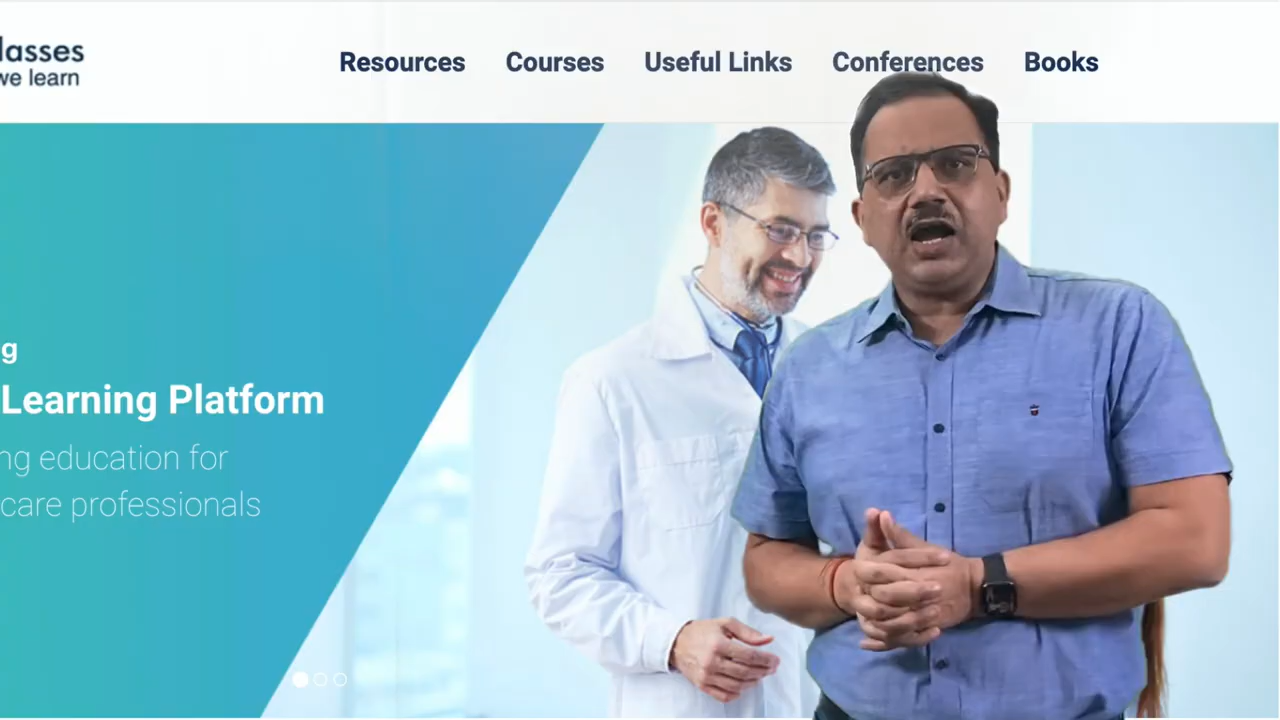 lasses
we learn
Resources Courses Useful Links Conferences Books
g
Learning Platform
ng education for
care professionals